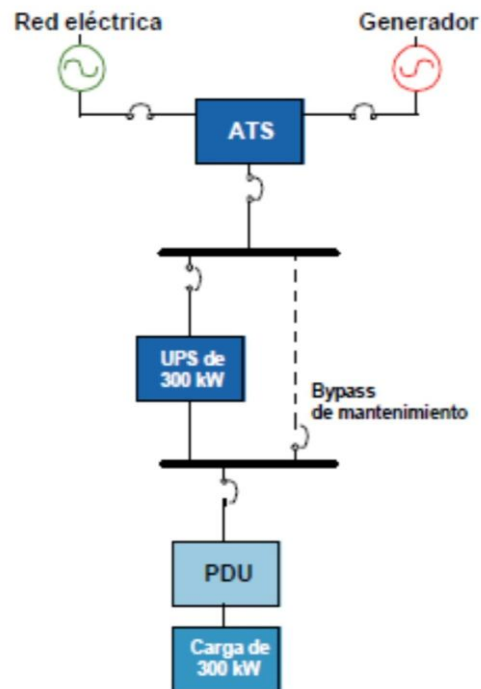 Red eléctrica
Generador
ATS
UPS de
300 kW
Bypass
de mantenimiento
PDU
Carga de
300 kW